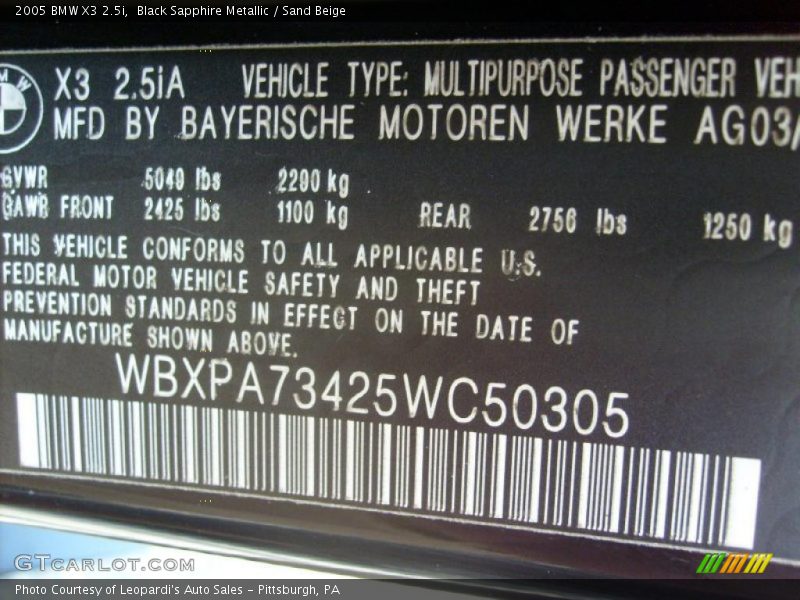 2005 BMW X3 2.5i, Black Sapphire Metallic / Sand Beige
X3 2.5iA VEHICLE TYPE: MULTIPURPOSE PASSENGER VEH
MFD BY BAYERISCHE MOTOREN WERKE AG03/
GVWR 5049 lbs 2290 kg
GAWR FRONT 2425 lbs 1100 kg REAR 2756 lbs 1250 kg
THIS VEHICLE CONFORMS TO ALL APPLICABLE U.S.
FEDERAL MOTOR VEHICLE SAFETY AND THEFT
PREVENTION STANDARDS IN EFFECT ON THE DATE OF
MANUFACTURE SHOWN ABOVE.
WBXPA73425WC50305
GTCARLOT.COM
Photo Courtesy of Leopardi's Auto Sales - Pittsburgh, PA